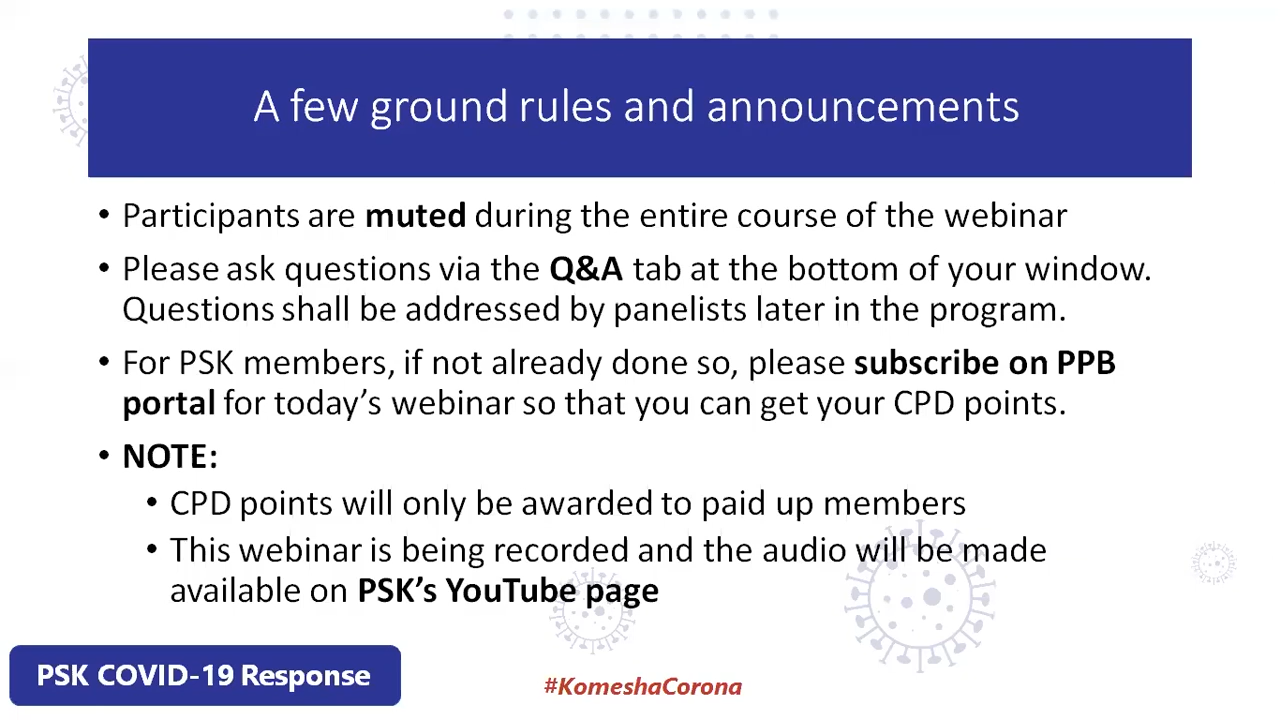 A few ground rules and announcements
• Participants are muted during the entire course of the webinar
• Please ask questions via the Q&A tab at the bottom of your window.
Questions shall be addressed by panelists later in the program.
• For PSK members, if not already done so, please subscribe on PPB
portal for today’s webinar so that you can get your CPD points.
• NOTE:
• CPD points will only be awarded to paid up members
• This webinar is being recorded and the audio will be made
available on PSK’s YouTube page
PSK COVID-19 Response
#KomeshaCorona